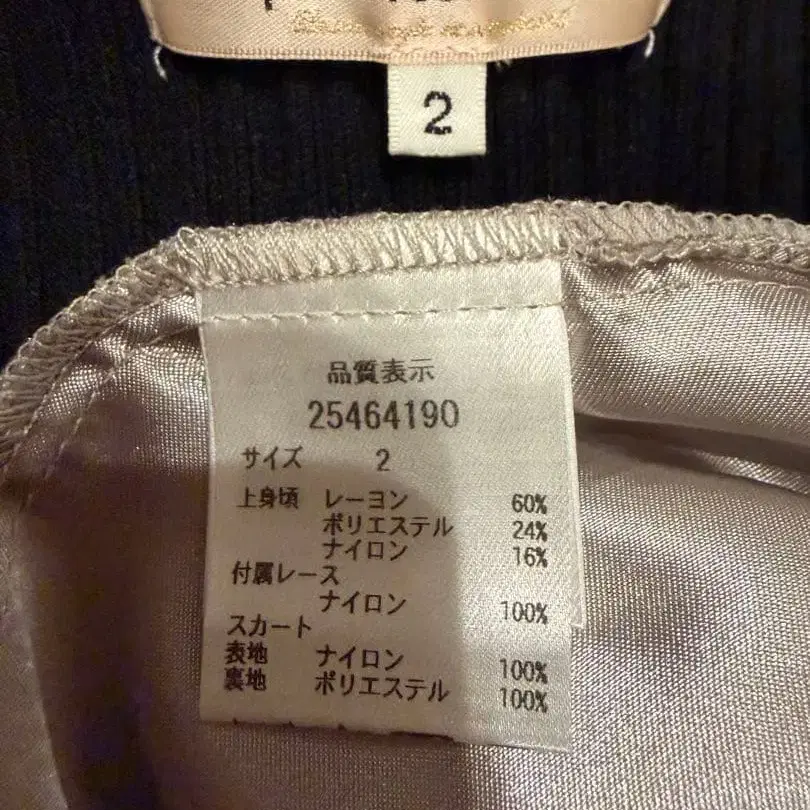 2
品質表示
25464190
サイズ 2
上身頃 レーヨン 60%
ポリエステル 24%
ナイロン 16%
付属レース
ナイロン 100%
スカート
表地 ナイロン 100%
裏地 ポリエステル 100%